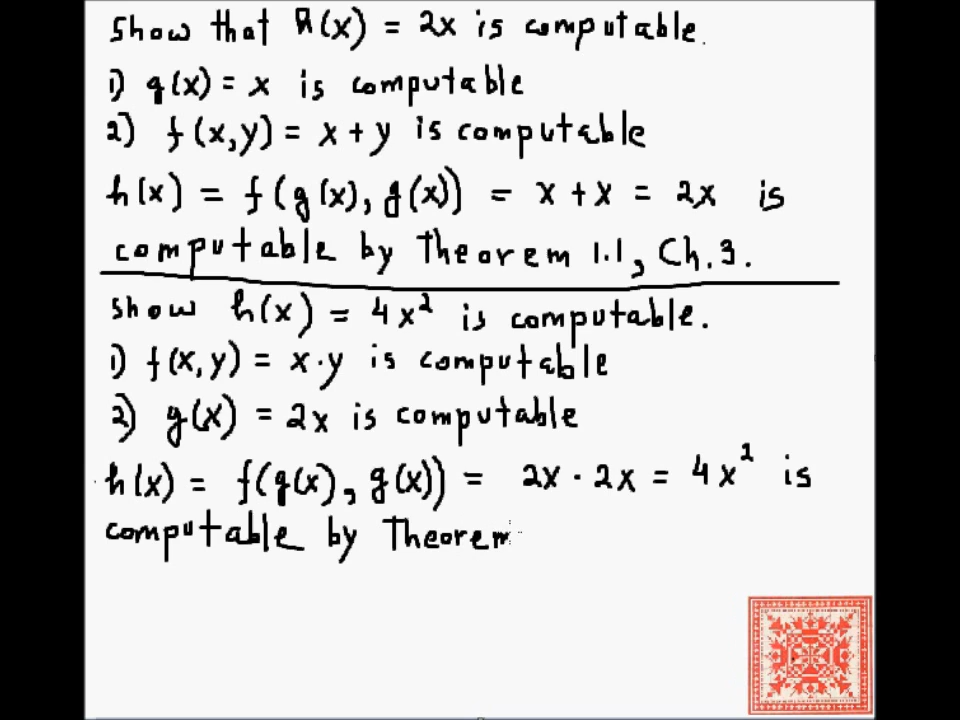 Show that h(x) = 2x is computable.
1) g(x) = x is computable
2) f(x,y) = x + y is computable
h(x) = f(g(x), g(x)) = x + x = 2x is
computable by Theorem 1.1, Ch.3.
Show h(x) = 4x² is computable.
1) f(x,y) = x·y is computable
2) g(x) = 2x is computable
h(x) = f(g(x), g(x)) = 2x · 2x = 4x² is
computable by Theorem